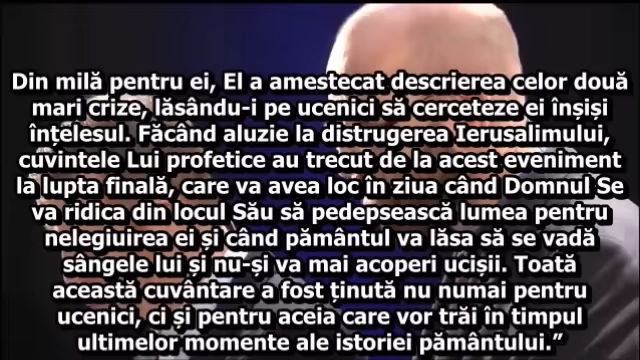 Din milă pentru ei, El a amestecat descrierea celor două
mari crize, lăsându-i pe ucenici să cerceteze ei înșiși
înțelesul. Făcând aluzie la distrugerea Ierusalimului,
cuvintele Lui profetice au trecut de la acest eveniment
la lupta finală, care va avea loc în ziua când Domnul Se
va ridica din locul Său să pedepsească lumea pentru
nelegiuirea ei și când pământul va lăsa să se vadă
sângele lui și nu-și va mai acoperi ucișii. Toată
această cuvântare a fost ținută nu numai pentru
ucenici, ci și pentru aceia care vor trăi în timpul
ultimelor momente ale istoriei pământului.”